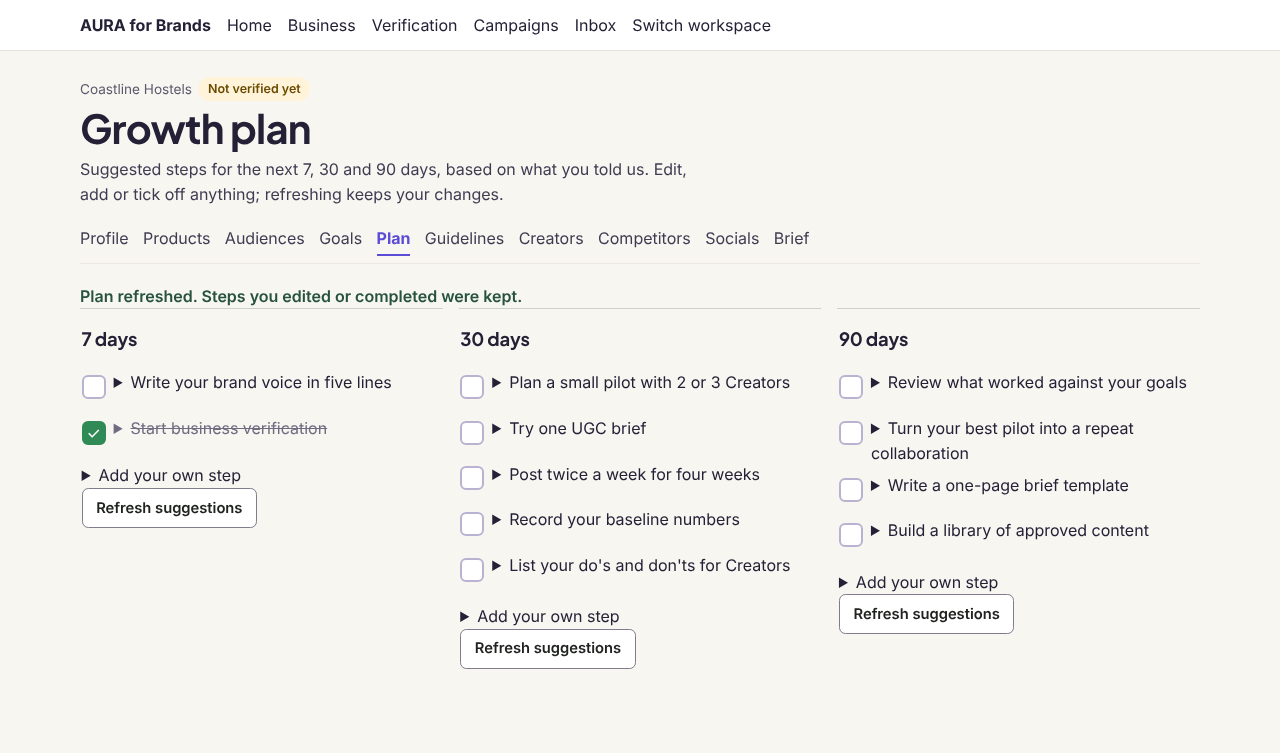 AURA for Brands Home Business Verification Campaigns Inbox Switch workspace
Coastline Hostels Not verified yet
Growth plan
Suggested steps for the next 7, 30 and 90 days, based on what you told us. Edit,
add or tick off anything; refreshing keeps your changes.
Profile Products Audiences Goals Plan Guidelines Creators Competitors Socials Brief
Plan refreshed. Steps you edited or completed were kept.
7 days
Write your brand voice in five lines
Start business verification
Add your own step
Refresh suggestions
30 days
Plan a small pilot with 2 or 3 Creators
Try one UGC brief
Post twice a week for four weeks
Record your baseline numbers
List your do's and don'ts for Creators
Add your own step
Refresh suggestions
90 days
Review what worked against your goals
Turn your best pilot into a repeat
collaboration
Write a one-page brief template
Build a library of approved content
Add your own step
Refresh suggestions